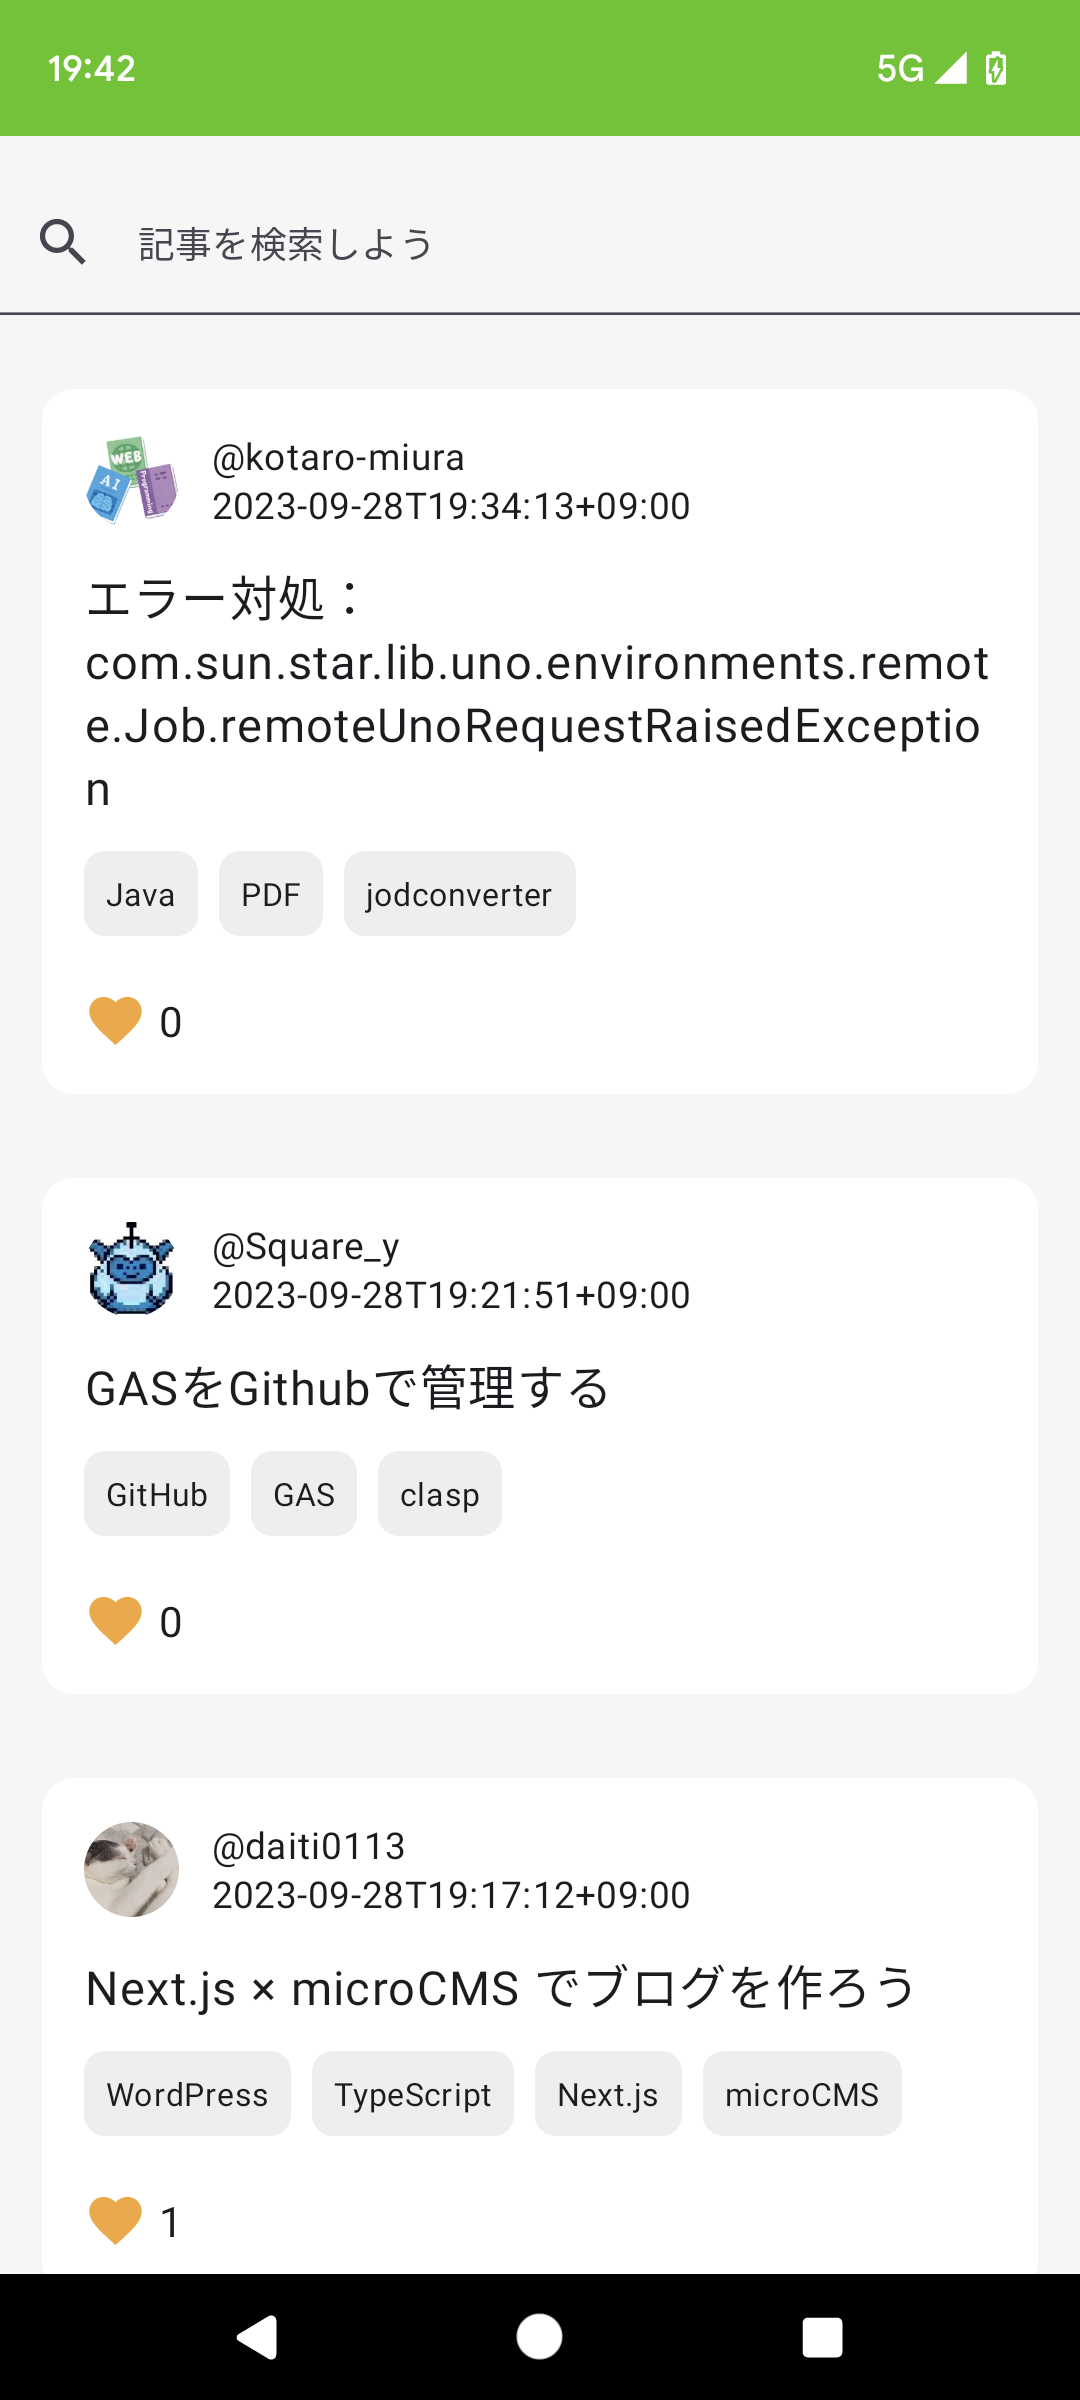 19:42
5G
記事を検索しよう
WEB
AI
Programming
@kotaro-miura
2023-09-28T19:34:13+09:00
エラー対処：
com.sun.star.lib.uno.environments.remot
e.Job.remoteUnoRequestRaisedExceptio
n
Java PDF jodconverter
0
@Square_y
2023-09-28T19:21:51+09:00
GASをGithubで管理する
GitHub GAS clasp
0
@daiti0113
2023-09-28T19:17:12+09:00
Next.js × microCMS でブログを作ろう
WordPress TypeScript Next.js microCMS
1